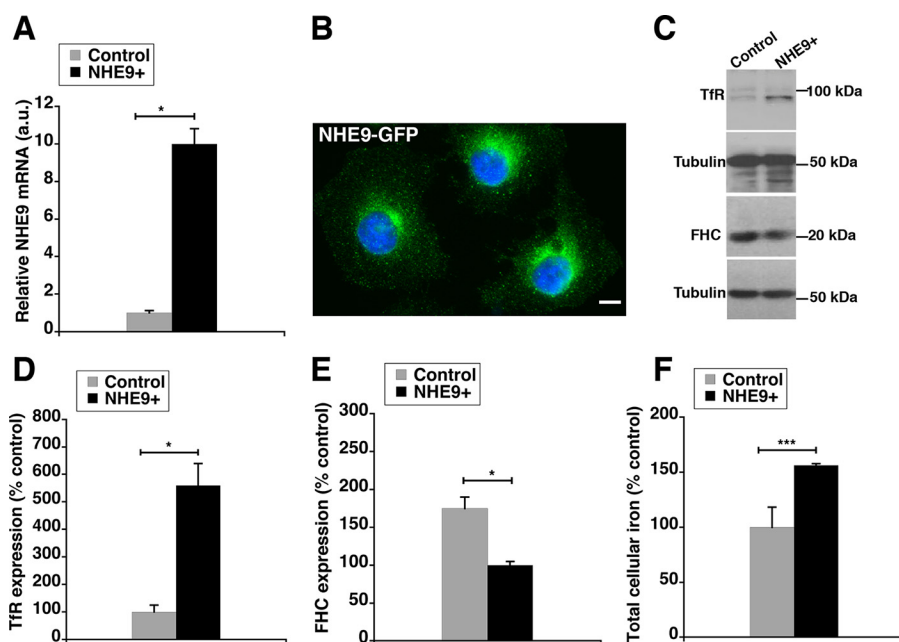 A
Control
NHE9+
Relative NHE9 mRNA (a.u.)
12
10
8
6
4
2
0
*
B
NHE9-GFP
C
Control
NHE9+
TfR
100 kDa
Tubulin
50 kDa
FHC
20 kDa
Tubulin
50 kDa
D
Control
NHE9+
TfR expression (% control)
800
700
600
500
400
300
200
100
0
*
E
Control
NHE9+
FHC expression (% control)
300
250
200
150
100
50
0
*
F
Control
NHE9+
Total cellular iron (% control)
200
150
100
50
0
***